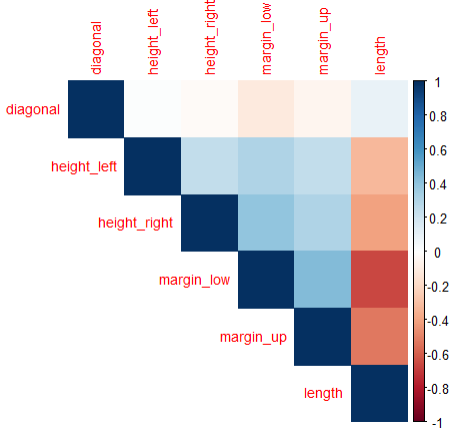 diagonal
height_left
height_right
margin_low
margin_up
length
diagonal
height_left
height_right
margin_low
margin_up
length
1
0.8
0.6
0.4
0.2
0
-0.2
-0.4
-0.6
-0.8
-1